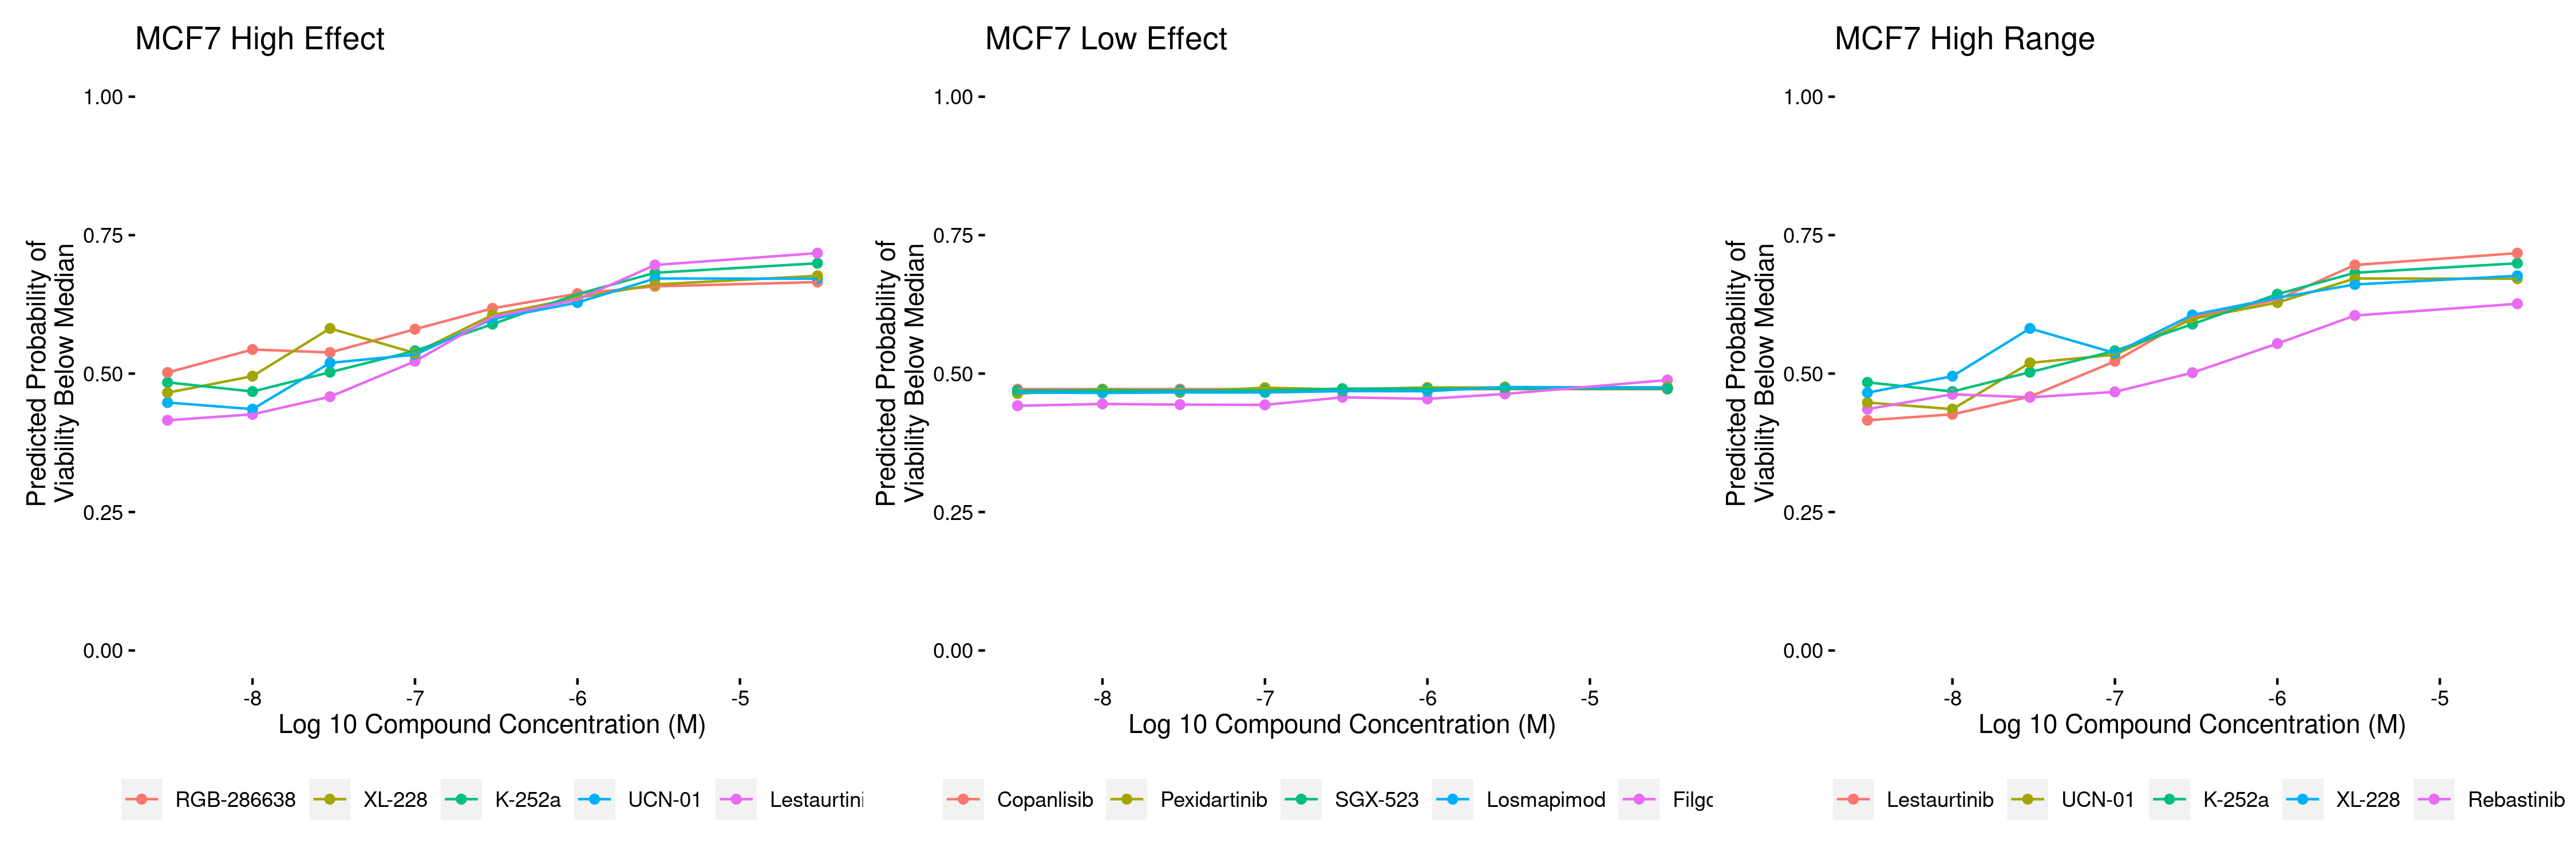 MCF7 High Effect
1.00
0.75
0.50
0.25
0.00
Predicted Probability of
Viability Below Median
-8 -7 -6 -5
Log 10 Compound Concentration (M)
RGB-286638 XL-228 K-252a UCN-01 Lestaurtini
MCF7 Low Effect
1.00
0.75
0.50
0.25
0.00
Predicted Probability of
Viability Below Median
-8 -7 -6 -5
Log 10 Compound Concentration (M)
Copanlisib Pexidartinib SGX-523 Losmapimod
MCF7 High Range
1.00
0.75
0.50
0.25
0.00
Predicted Probability of
Viability Below Median
-8 -7 -6 -5
Log 10 Compound Concentration (M)
Lestaurtinib UCN-01 K-252a XL-228 Rebastinib